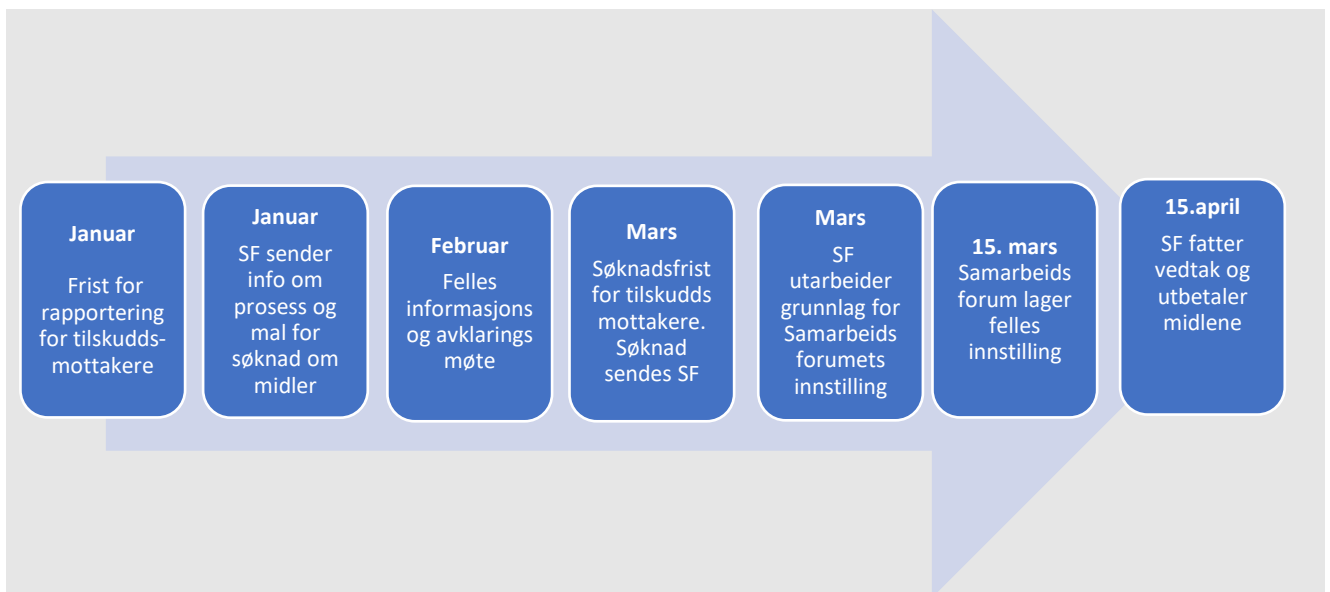 Januar
Frist for
rapportering
for tilskudds-
mottakere
Januar
SF sender
info om
prosess og
mal for
søknad om
midler
Februar
Felles
informasjons
og avklarings
møte
Mars
Søknadsfrist
for tilskudds
mottakere.
Søknad
sendes SF
Mars
SF
utarbeider
grunnlag for
Samarbeids
forumets
innstilling
15. mars
Samarbeids
forum lager
felles
innstilling
15.april
SF fatter
vedtak og
utbetaler
midlene